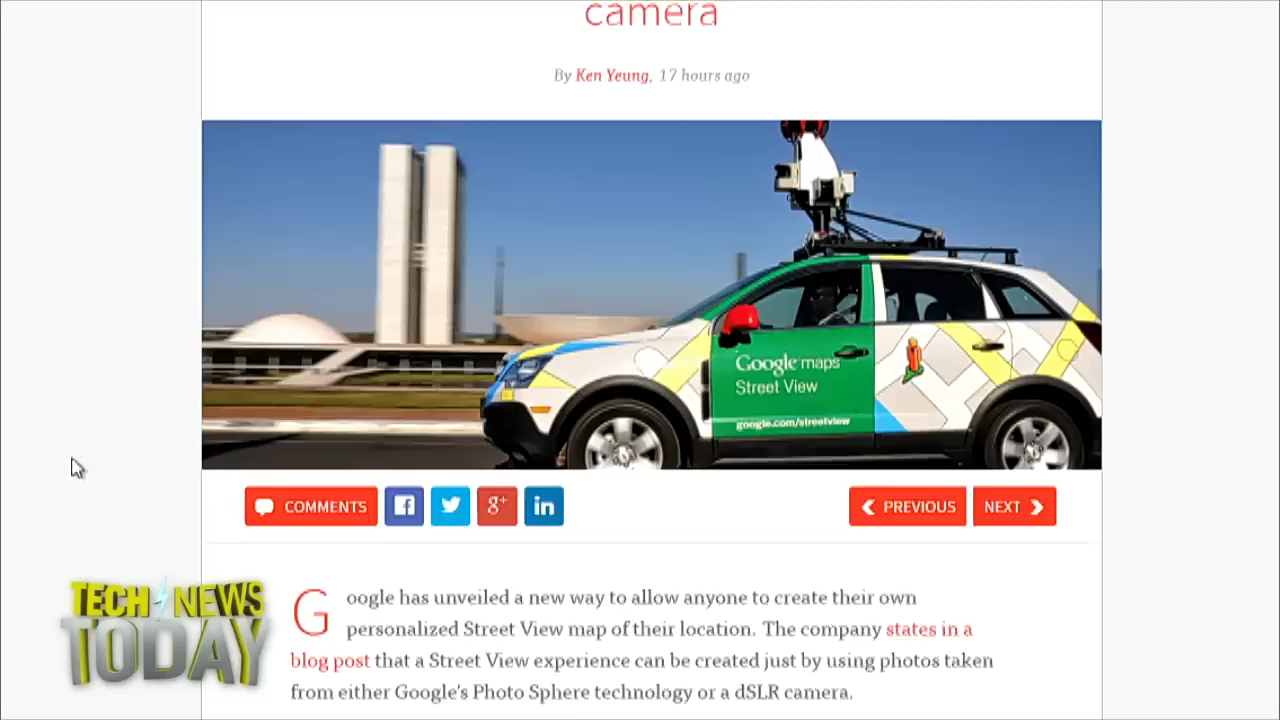 camera
By Ken Yeung, 17 hours ago
Google maps
Street View
google.com/streetview
COMMENTS
g+
in
PREVIOUS
NEXT
Google has unveiled a new way to allow anyone to create their own
personalized Street View map of their location. The company states in a
blog post that a Street View experience can be created just by using photos taken
from either Google's Photo Sphere technology or a dSLR camera.
TECH NEWS
TODAY